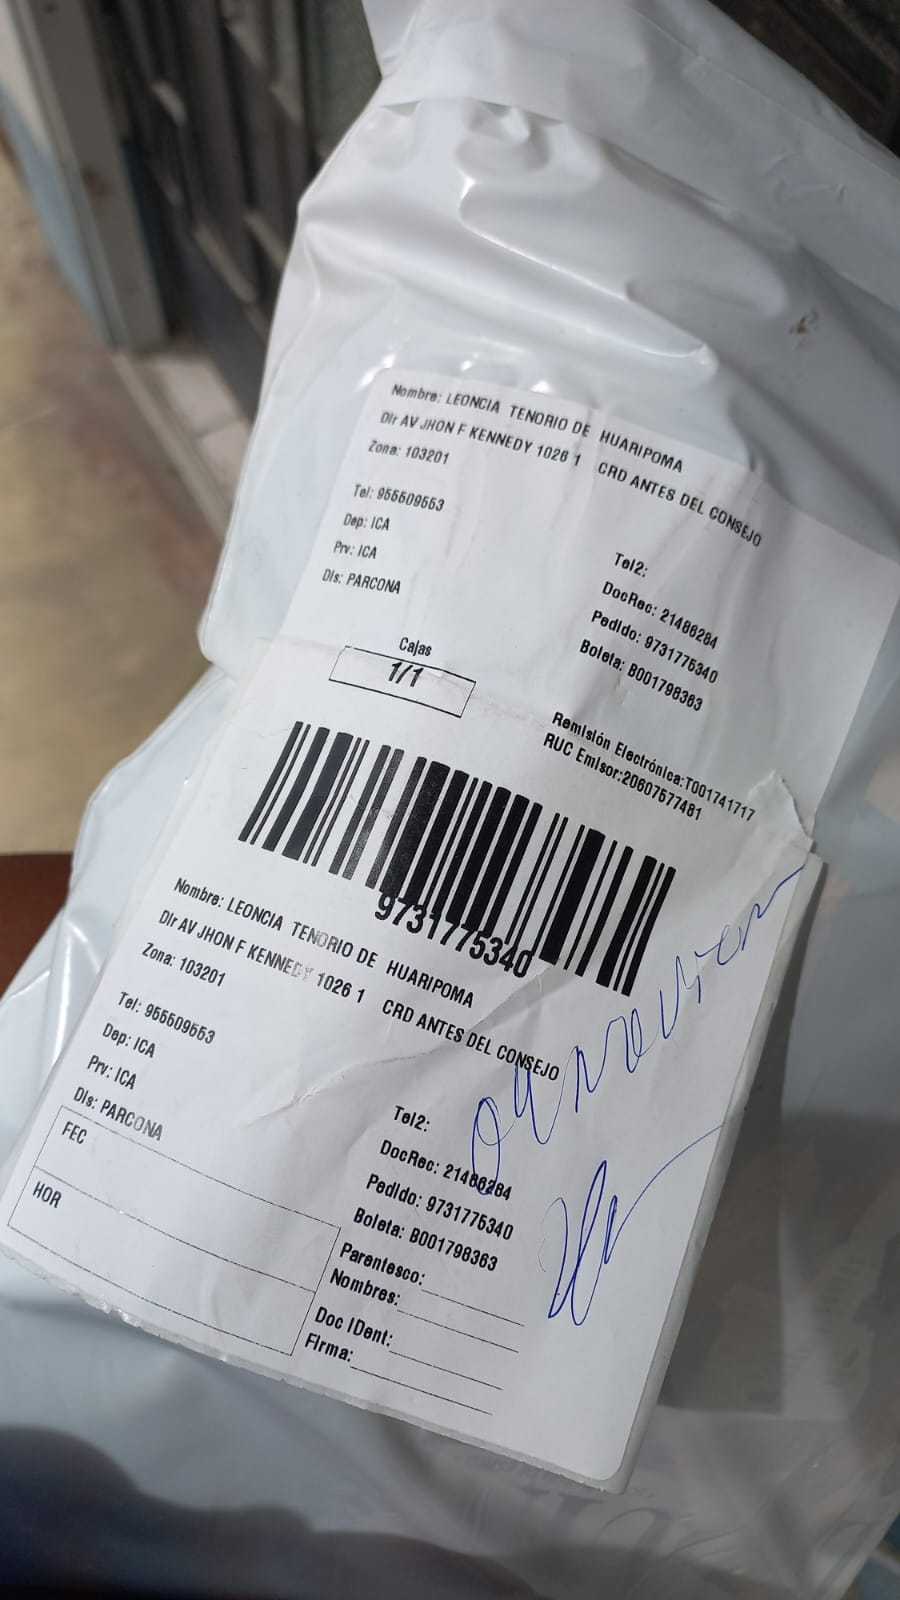 Nombre: LEONCIA TENORIO DE HUARIPOMA
Dir AV JHON F KENNEDY 1026 1 CRD ANTES DEL CONSEJO
Zona: 103201
Tel: 955509553
Dep: ICA
Prv: ICA
Dis: PARCONA
Tel2:
DocRec: 21466284
Pedido: 9731775340
Boleta: B001798363
Cajas
1/1
Remisión Electrónica:T001741717
RUC Emisor:20607577481
9731775340
Nombre: LEONCIA TENORIO DE HUARIPOMA
Dir AV JHON F KENNEDY 1026 1 CRD ANTES DEL CONSEJO
Zona: 103201
Tel: 955509553
Dep: ICA
Prv: ICA
Dis: PARCONA
FEC
HOR
Tel2:
DocRec: 21466284
Pedido: 9731775340
Boleta: B001798363
Parentesco:
Nombres:
Doc IDent:
Firma: